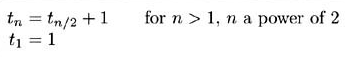 tₙ = tₙ/₂ + 1 for n > 1, n a power of 2
t₁ = 1